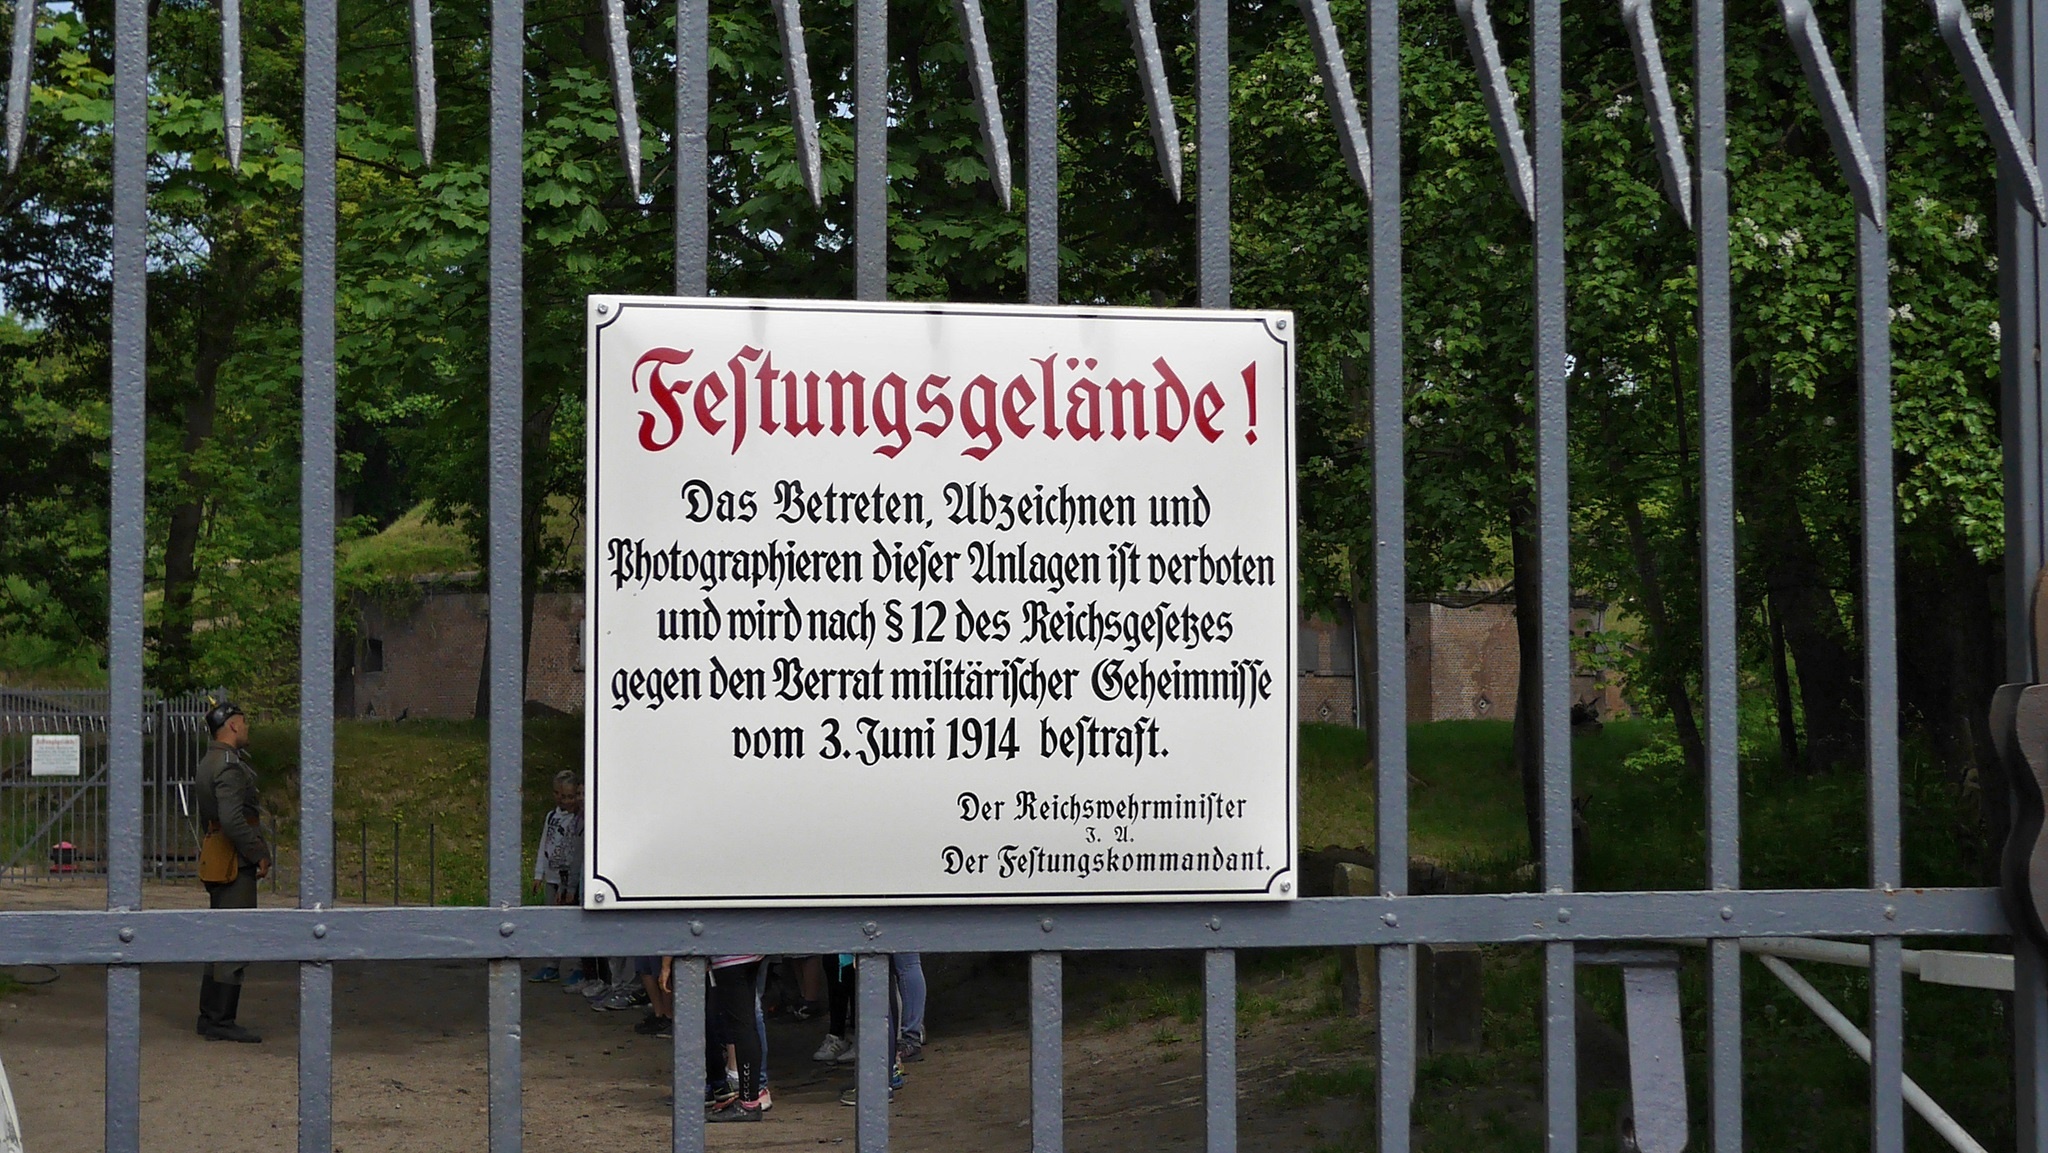 Festungsgelände!
Das Betreten, Abzeichnen und
Photographieren dieser Anlagen ist verboten
und wird nach § 12 des Reichsgesetzes
gegen den Verrat militärischer Geheimnisse
vom 3. Juni 1914 bestraft.
Der Reichswehrminister
J. A.
Der Festungskommandant.